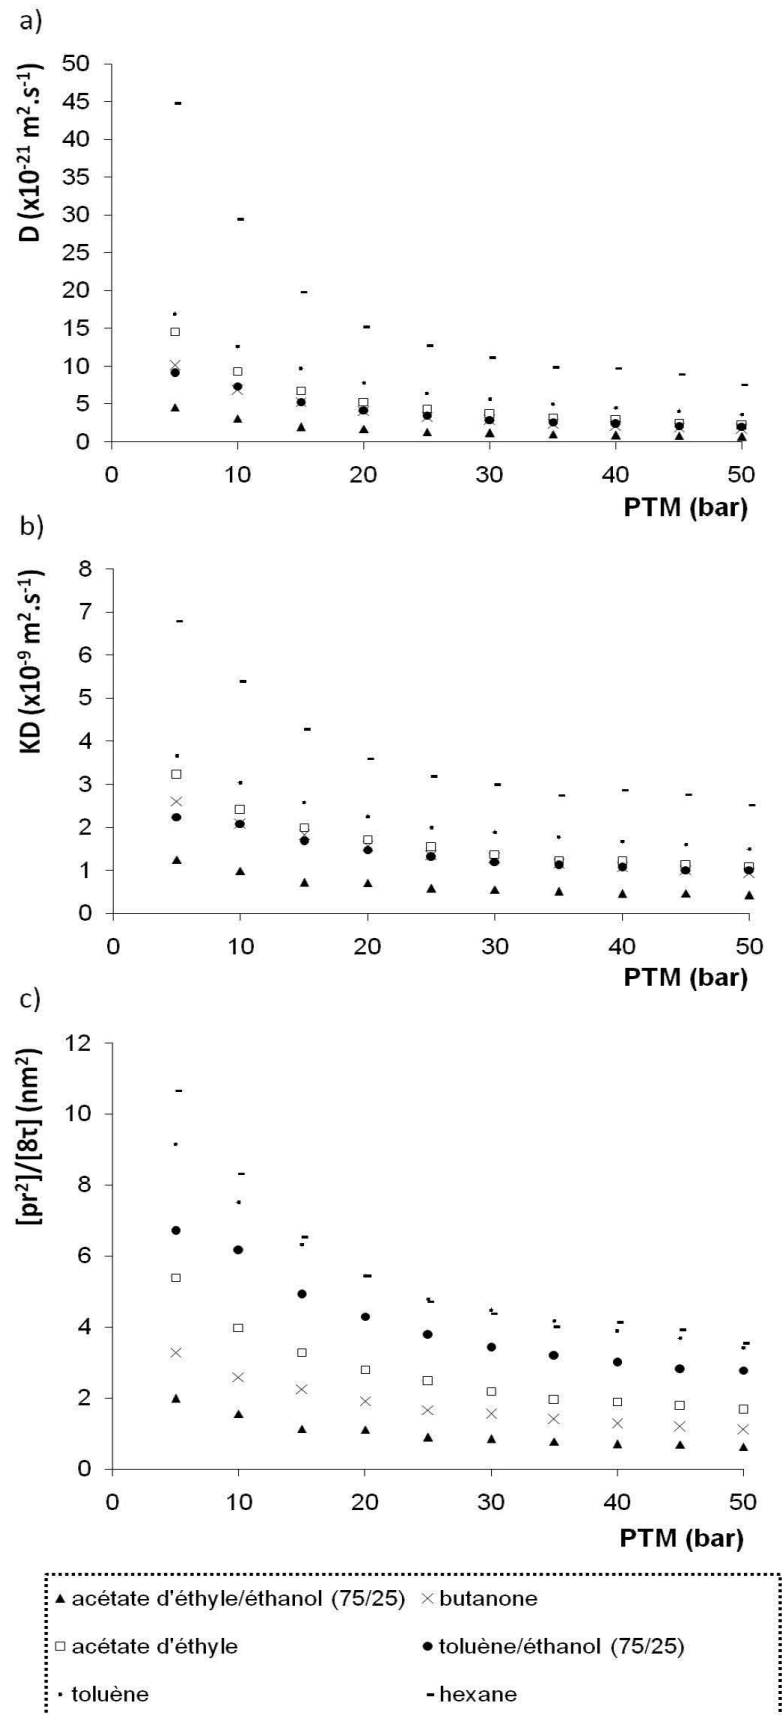 a)
D (x10⁻²¹ m².s⁻¹)
50
45
40
35
30
25
20
15
10
5
0
0 10 20 30 40 50
PTM (bar)
b)
KD (x10⁻⁹ m².s⁻¹)
8
7
6
5
4
3
2
1
0
0 10 20 30 40 50
PTM (bar)
c)
[pr²]/[8τ] (nm²)
12
10
8
6
4
2
0
0 10 20 30 40 50
PTM (bar)
▲ acétate d'éthyle/éthanol (75/25) × butanone
□ acétate d'éthyle ● toluène/éthanol (75/25)
· toluène - hexane